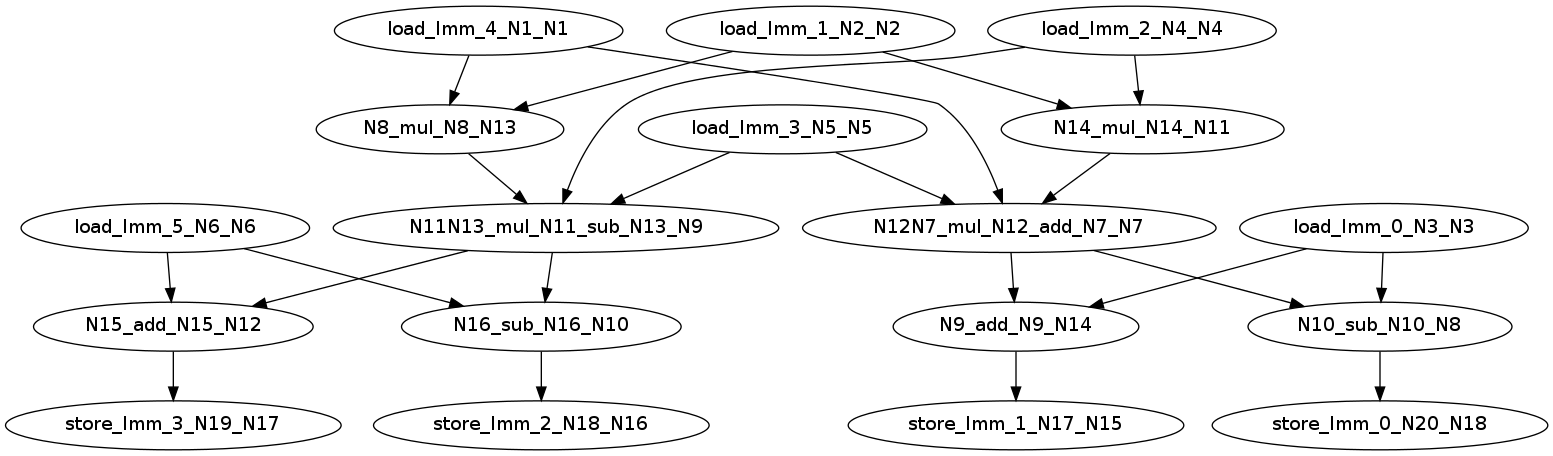 load_Imm_4_N1_N1
load_Imm_1_N2_N2
load_Imm_2_N4_N4
N8_mul_N8_N13
load_Imm_3_N5_N5
N14_mul_N14_N11
load_Imm_5_N6_N6
N11N13_mul_N11_sub_N13_N9
N12N7_mul_N12_add_N7_N7
load_Imm_0_N3_N3
N15_add_N15_N12
N16_sub_N16_N10
N9_add_N9_N14
N10_sub_N10_N8
store_Imm_3_N19_N17
store_Imm_2_N18_N16
store_Imm_1_N17_N15
store_Imm_0_N20_N18